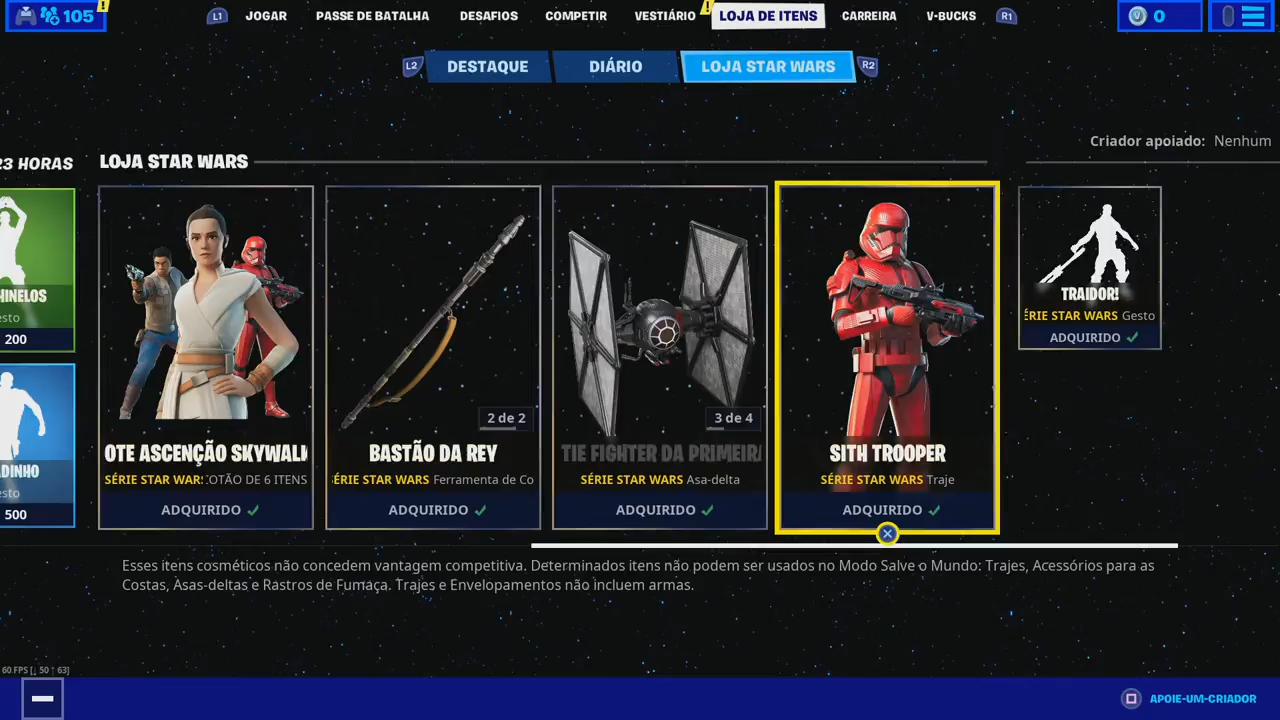 105
!
L1
JOGAR
PASSE DE BATALHA
DESAFIOS
COMPETIR
VESTIÁRIO
!
LOJA DE ITENS
CARREIRA
V-BUCKS
R1
0
L2
DESTAQUE
DIÁRIO
LOJA STAR WARS
R2
Criador apoiado: Nenhum
23 HORAS
LOJA STAR WARS
HINELOS
esto
200
ADINHO
esto
500
OTE ASCENÇÃO SKYWALK
SÉRIE STAR WARS OTÃO DE 6 ITENS
ADQUIRIDO
2 de 2
BASTÃO DA REY
SÉRIE STAR WARS Ferramenta de Co
ADQUIRIDO
3 de 4
TIE FIGHTER DA PRIMEIRA
SÉRIE STAR WARS Asa-delta
ADQUIRIDO
SITH TROOPER
SÉRIE STAR WARS Traje
ADQUIRIDO
TRAIDOR!
ÉRIE STAR WARS Gesto
ADQUIRIDO
Esses itens cosméticos não concedem vantagem competitiva. Determinados itens não podem ser usados no Modo Salve o Mundo: Trajes, Acessórios para as
Costas, Asas-deltas e Rastros de Fumaça. Trajes e Envelopamentos não incluem armas.
60 FPS [↓ 50 ↑ 63]
APOIE-UM-CRIADOR